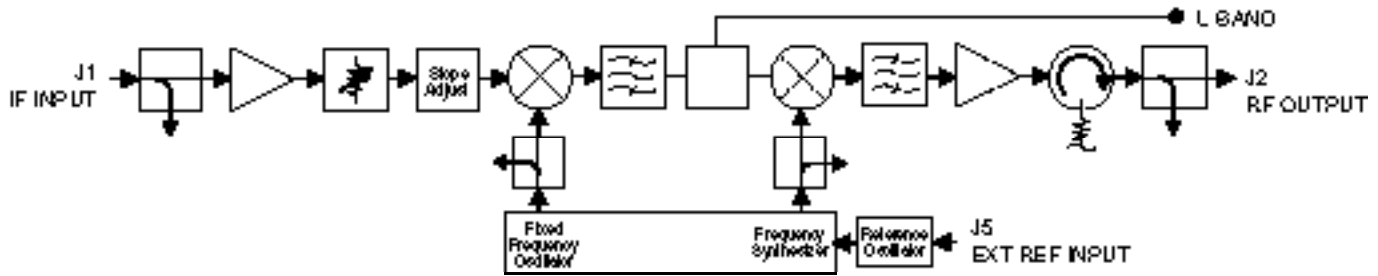 L BAND
J1
IF INPUT
Slope
Adjust
J2
RF OUTPUT
Fixed
Frequency
Oscillator
Frequency
Synthesizer
Reference
Oscillator
J5
EXT REF INPUT